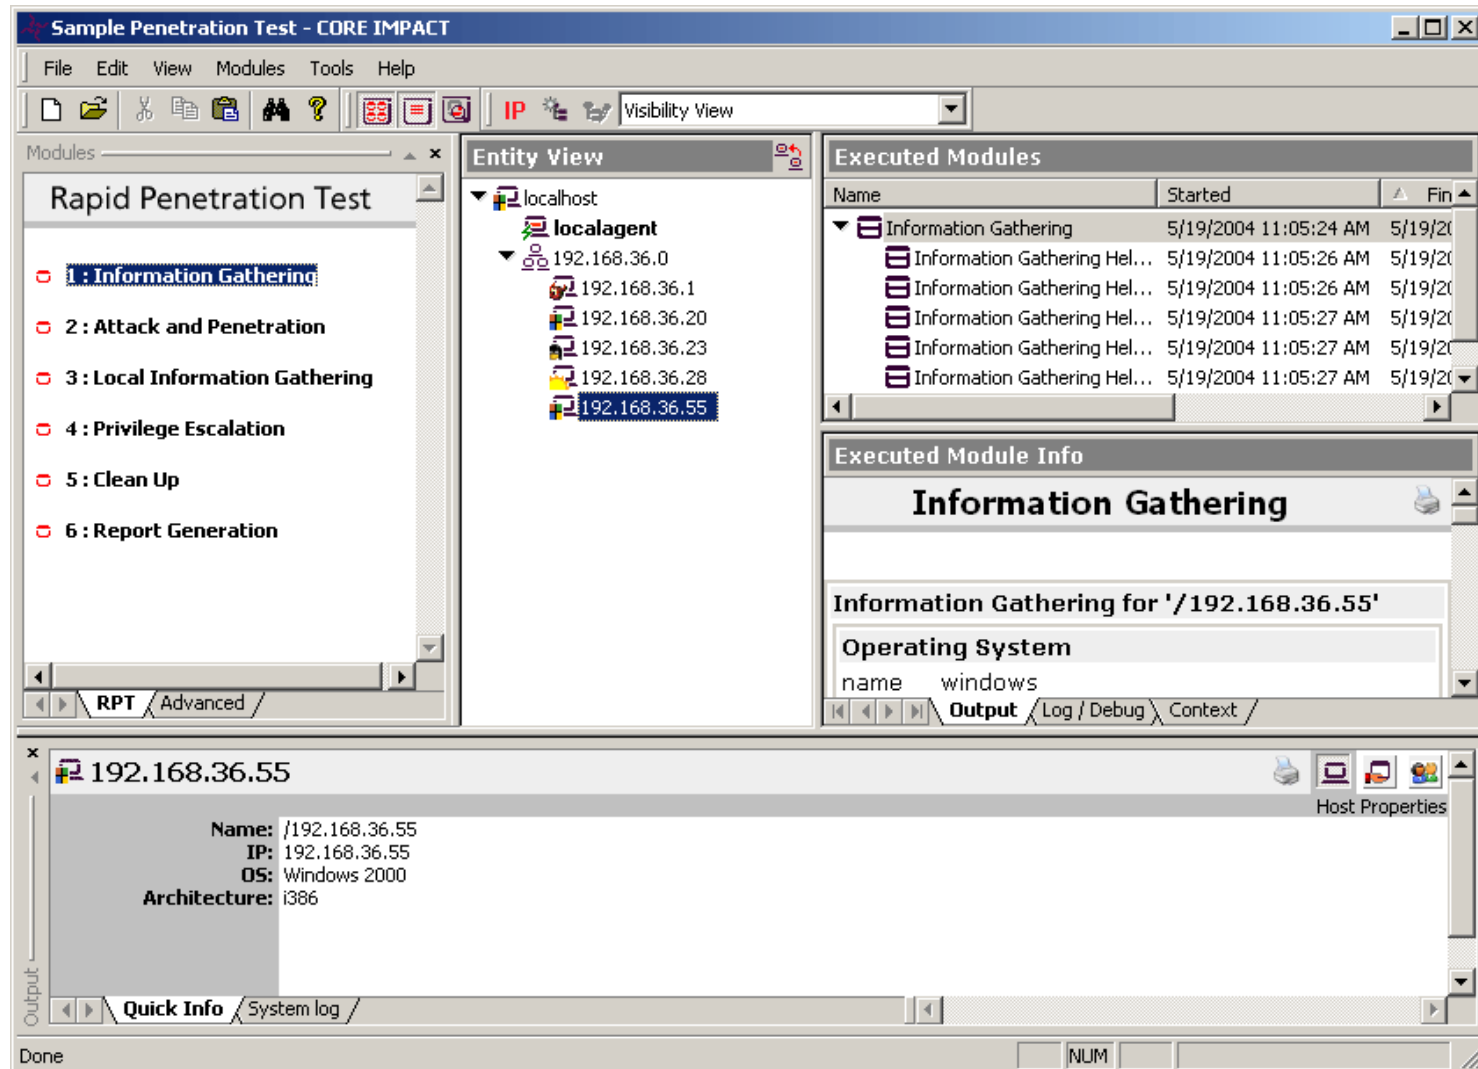 Sample Penetration Test - CORE IMPACT
File Edit View Modules Tools Help
IP Visibility View
Modules
Rapid Penetration Test
1 : Information Gathering
2 : Attack and Penetration
3 : Local Information Gathering
4 : Privilege Escalation
5 : Clean Up
6 : Report Generation
RPT Advanced
Entity View
localhost
localagent
192.168.36.0
192.168.36.1
192.168.36.20
192.168.36.23
192.168.36.28
192.168.36.55
Executed Modules
Name Started Fin
Information Gathering 5/19/2004 11:05:24 AM 5/19/20
Information Gathering Hel... 5/19/2004 11:05:26 AM 5/19/20
Information Gathering Hel... 5/19/2004 11:05:26 AM 5/19/20
Information Gathering Hel... 5/19/2004 11:05:27 AM 5/19/20
Information Gathering Hel... 5/19/2004 11:05:27 AM 5/19/20
Information Gathering Hel... 5/19/2004 11:05:27 AM 5/19/20
Executed Module Info
Information Gathering
Information Gathering for '/192.168.36.55'
Operating System
name windows
Output Log / Debug Context
192.168.36.55
Host Properties
Name: /192.168.36.55
IP: 192.168.36.55
OS: Windows 2000
Architecture: i386
Output
Quick Info System log
Done
NUM